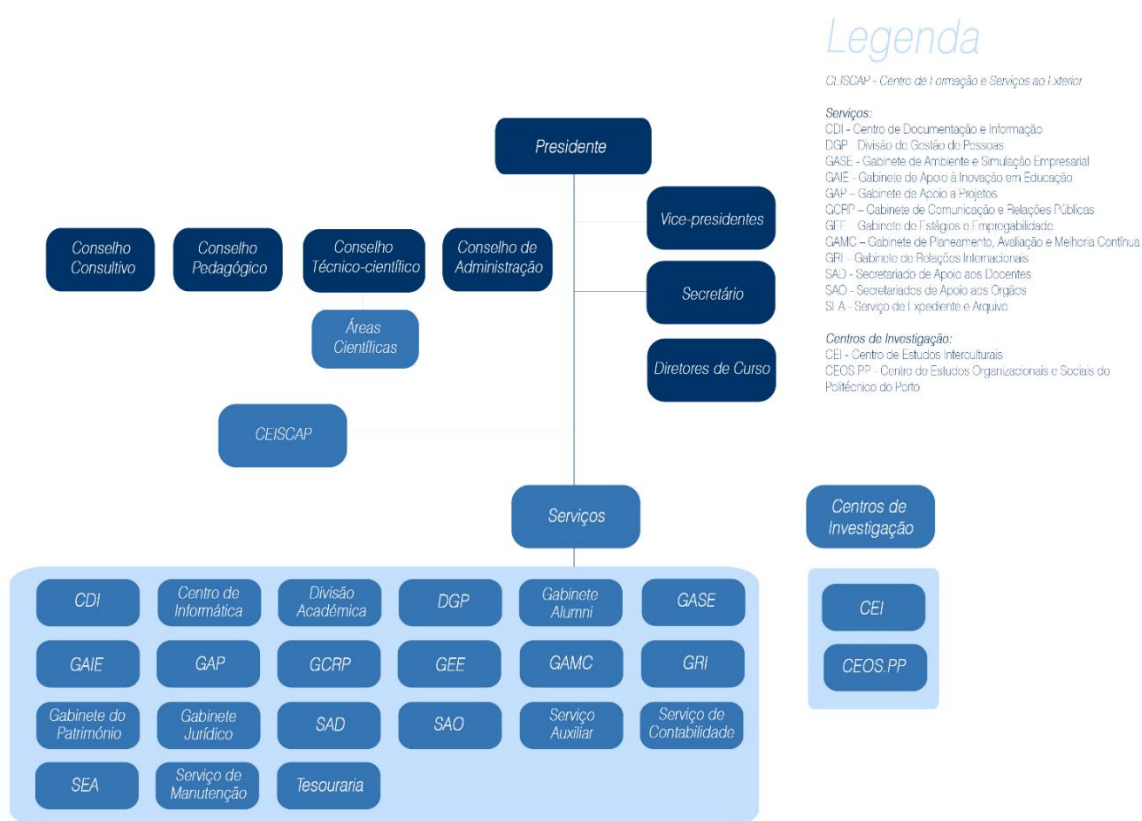 Legenda
CEISCAP - Centro de Formação e Serviços ao Exterior
Serviços:
CDI - Centro de Documentação e Informação
DGP - Divisão de Gestão de Pessoas
GASE - Gabinete de Ambiente e Simulação Empresarial
GAIE - Gabinete de Apoio à Inovação em Educação
GAP – Gabinete de Apoio a Projetos
GCRP – Gabinete de Comunicação e Relações Públicas
GEE - Gabinete de Estágios e Empregabilidade
GAMC – Gabinete de Planeamento, Avaliação e Melhoria Contínua
GRI - Gabinete de Relações Internacionais
SAD - Secretariado de Apoio aos Docentes
SAO - Secretariados de Apoio aos Orgãos
SEA - Serviço de Expediente e Arquivo
Centros de Investigação:
CEI - Centro de Estudos Interculturais
CEOS.PP - Centro de Estudos Organizacionais e Sociais do
Politécnico do Porto
Presidente
Vice-presidentes
Conselho
Consultivo
Conselho
Pedagógico
Conselho
Técnico-científico
Conselho de
Administração
Secretário
Áreas
Científicas
Diretores de Curso
CEISCAP
Serviços
Centros de
Investigação
CDI
Centro de
Informática
Divisão
Académica
DGP
Gabinete
Alumni
GASE
GAIE
GAP
GCRP
GEE
GAMC
GRI
Gabinete do
Património
Gabinete
Jurídico
SAD
SAO
Serviço
Auxiliar
Serviço de
Contabilidade
SEA
Serviço de
Manutenção
Tesouraria
CEI
CEOS.PP